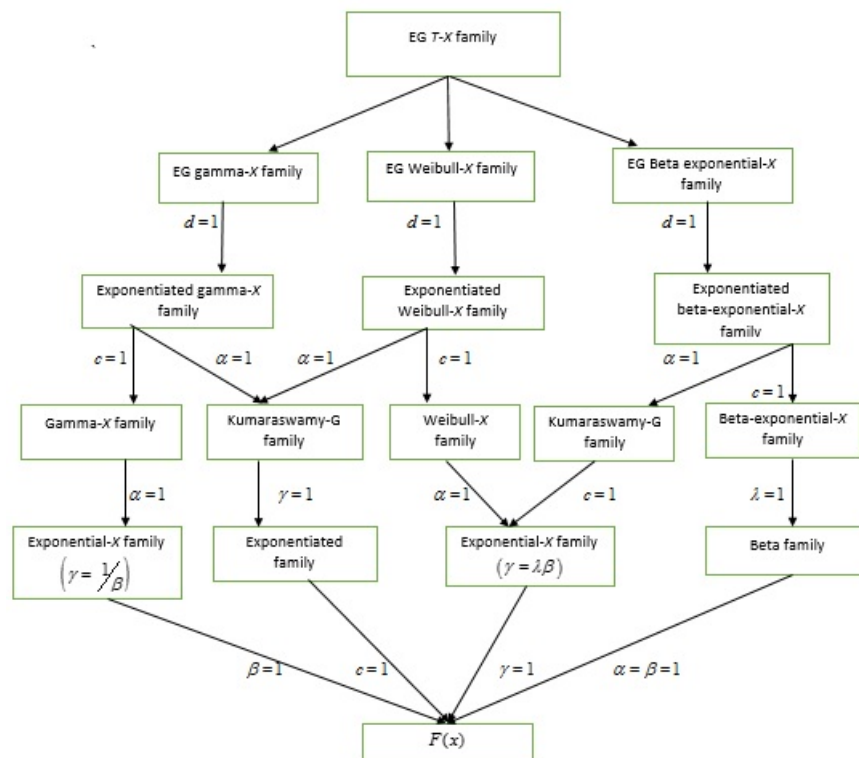 EG T-X family
EG gamma-X family
EG Weibull-X family
EG Beta exponential-X
family
d=1
d=1
d=1
Exponentiated gamma-X
family
Exponentiated
Weibull-X family
Exponentiated
beta-exponential-X
family
c=1
α=1
α=1
c=1
α=1
c=1
Gamma-X family
Kumaraswamy-G
family
Weibull-X
family
Kumaraswamy-G
family
Beta-exponential-X
family
α=1
γ=1
α=1
c=1
λ=1
Exponential-X family
(γ = 1/β)
Exponentiated
family
Exponential-X family
(γ = λβ)
Beta family
β=1
c=1
γ=1
α = β = 1
F(x)